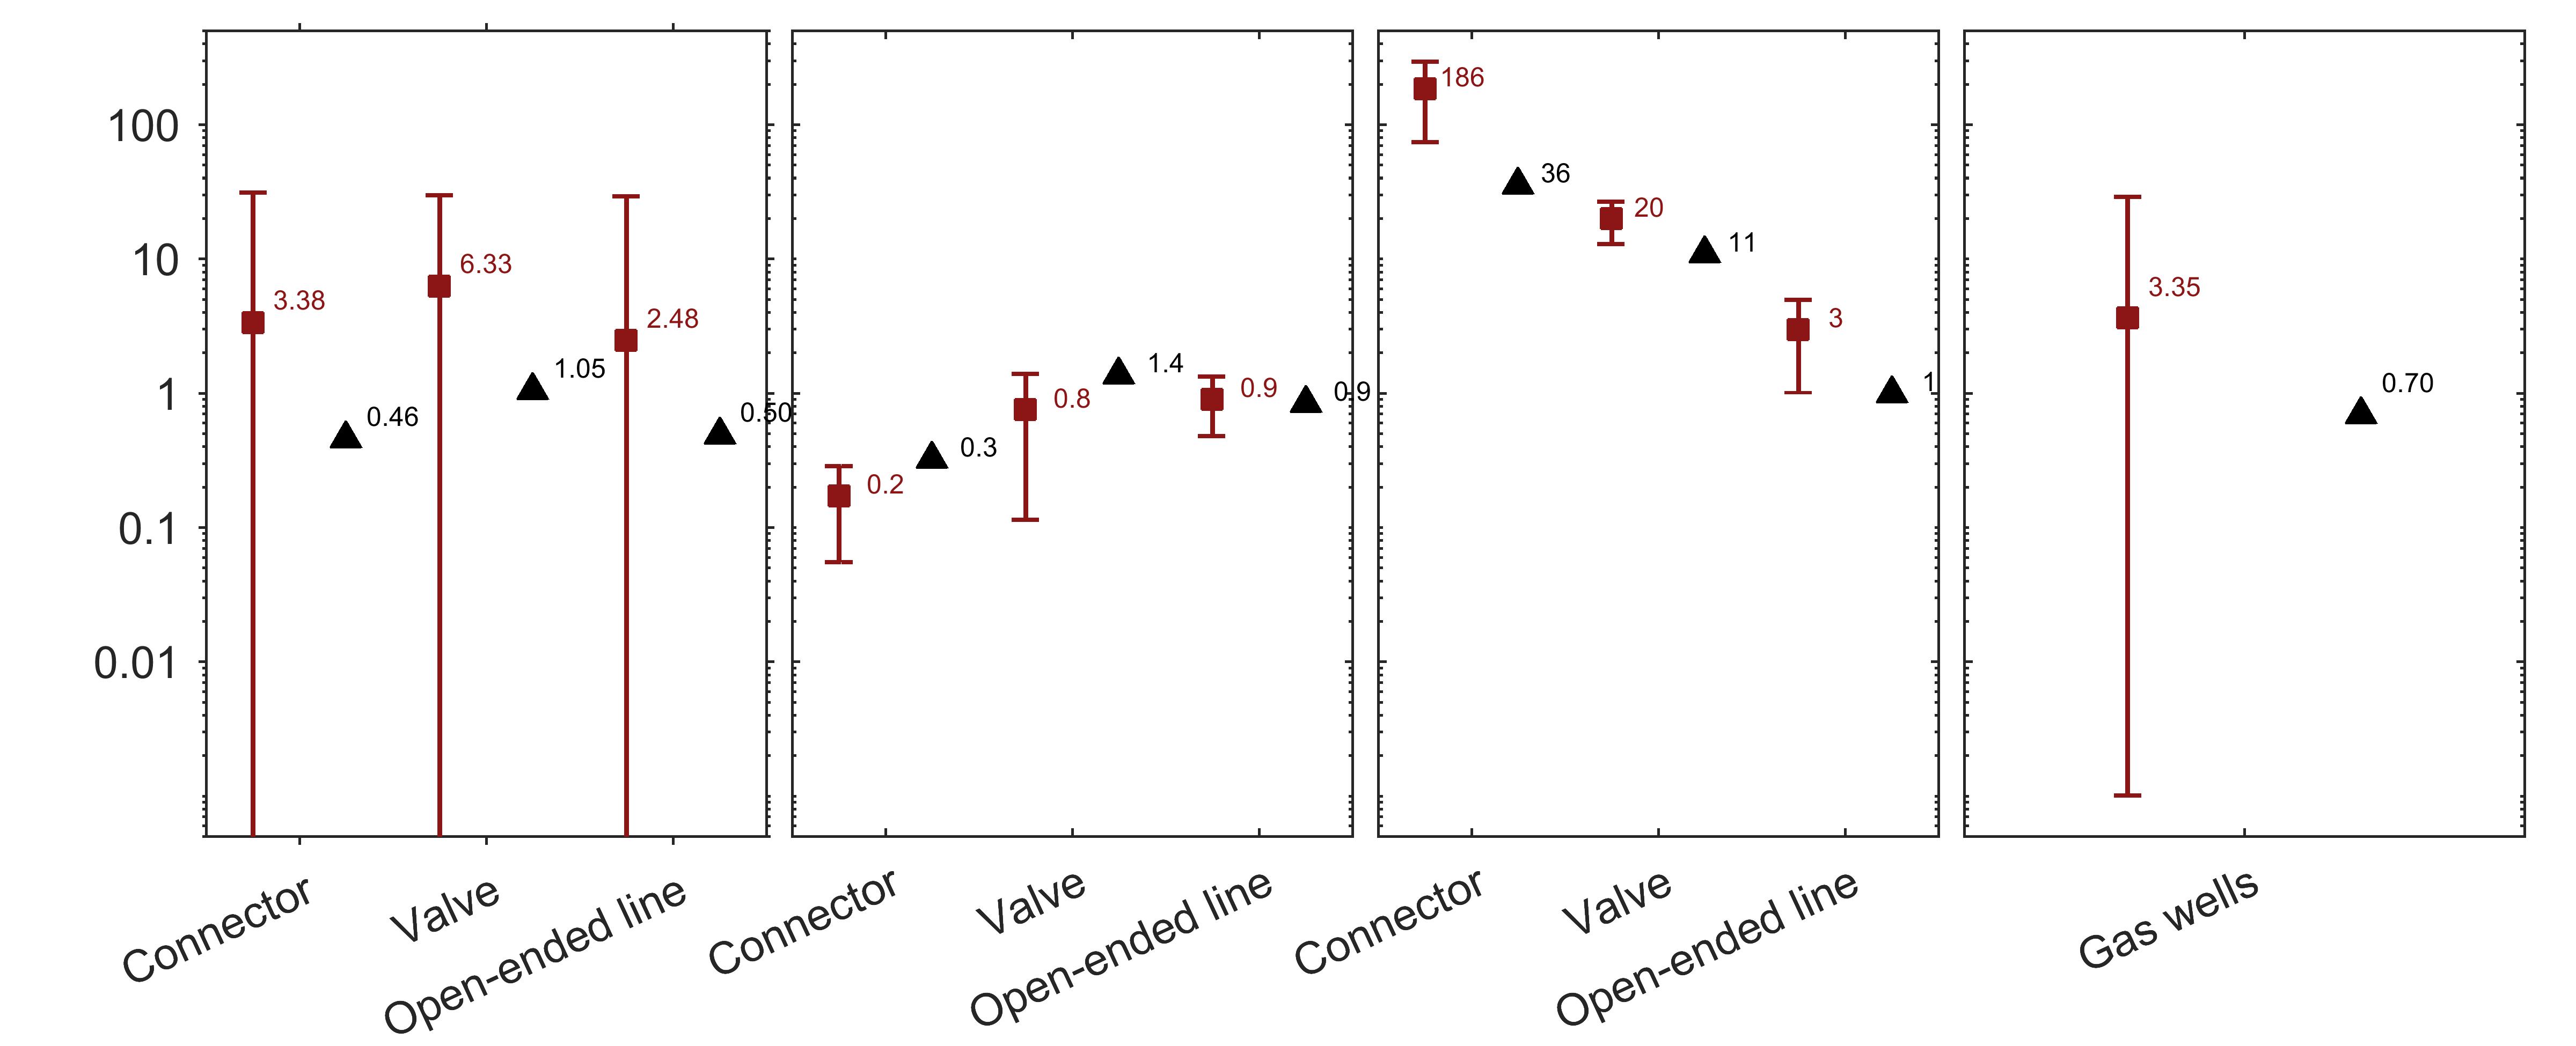 100
10
1
0.1
0.01
3.38
0.46
6.33
1.05
2.48
0.50
0.2
0.3
0.8
1.4
0.9
0.9
186
36
20
11
3
1
3.35
0.70
Connector
Valve
Open-ended line
Connector
Valve
Open-ended line
Connector
Valve
Open-ended line
Gas wells